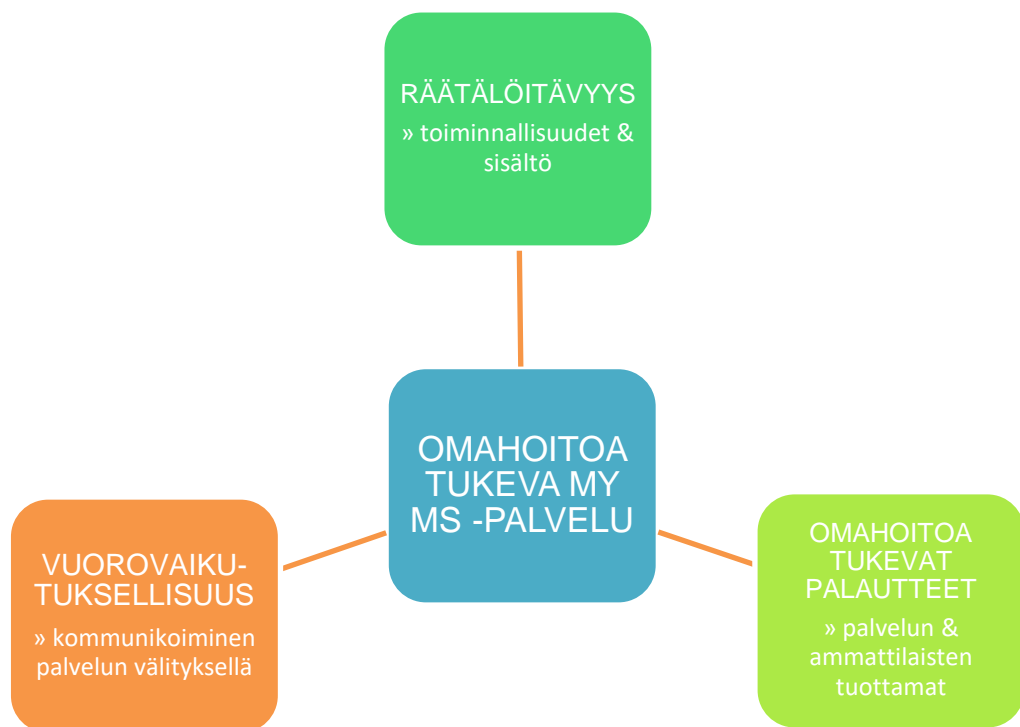 RÄÄTÄLÖITÄVYYS
» toiminnallisuudet &
sisältö
OMAHOITOA
TUKEVA MY
MS -PALVELU
VUOROVAIKU-
TUKSELLISUUS
» kommunikoiminen
palvelun välityksellä
OMAHOITOA
TUKEVAT
PALAUTTEET
» palvelun &
ammattilaisten
tuottamat